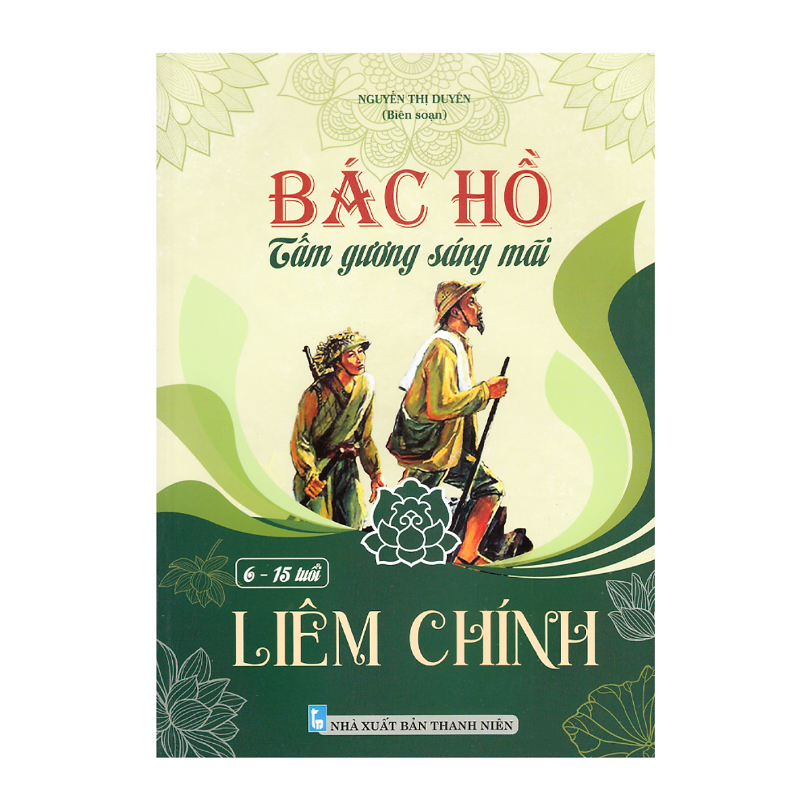 NGUYỄN THỊ DUYÊN
(Biên soạn)
BÁC HỒ
Tấm gương sáng mãi
6 - 15 tuổi
LIÊM CHÍNH
NHÀ XUẤT BẢN THANH NIÊN